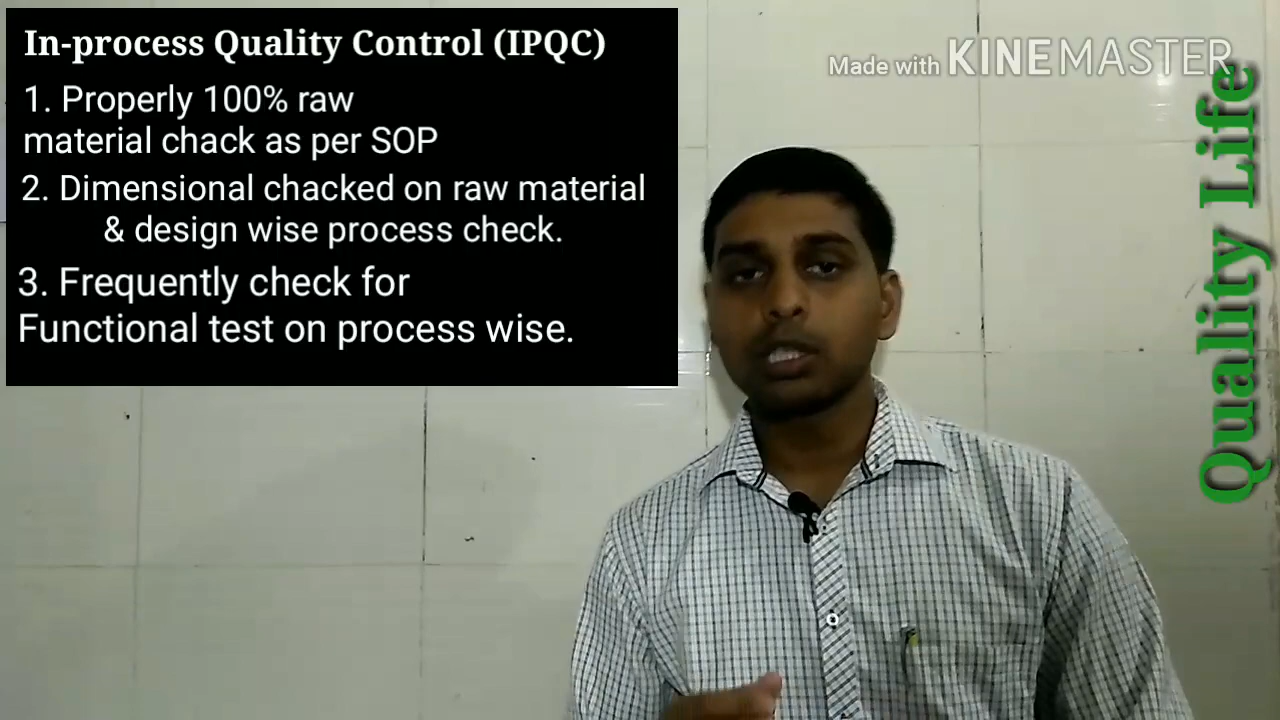 In-process Quality Control (IPQC)
1. Properly 100% raw
material chack as per SOP
2. Dimensional chacked on raw material
& design wise process check.
3. Frequently check for
Functional test on process wise.
Made with KINEMASTER
Quality Life